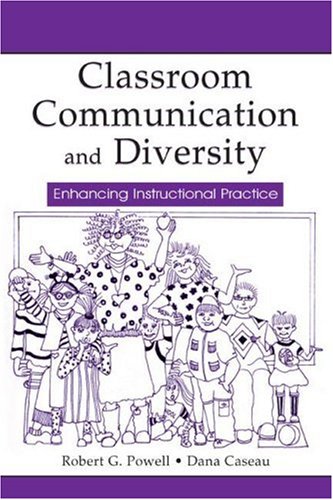 Classroom
Communication
and Diversity
Enhancing Instructional Practice
Robert G. Powell • Dana Caseau